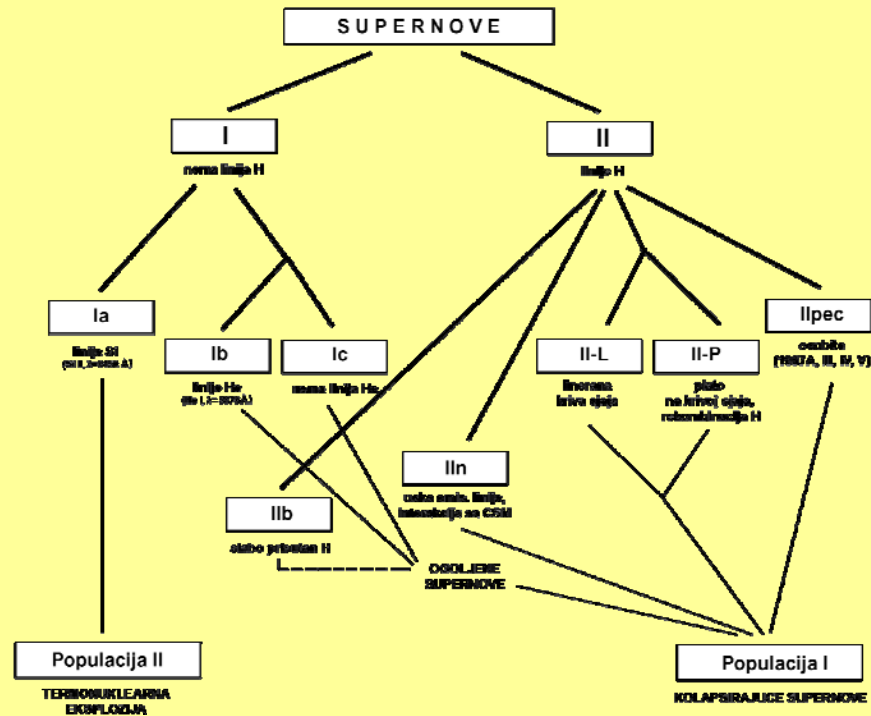 SUPERNOVE
I
nema linija H
II
linije H
Ia
linije Si
Ib
linije He
Ic
nema linija He
II-L
linearna
kriva sjaja
II-P
plato
na krivoj sjaja,
rekombinacija H
IIpec
osobite
(1987A, III, IV, V)
IIb
slabo prisutan H
IIn
uske emis. linije,
interakcija sa CSM
OGOLJENE
SUPERNOVE
Populacija II
TERMONUKLEARNA
EKSPLOZIJA
Populacija I
KOLAPSIRAJUCE SUPERNOVE